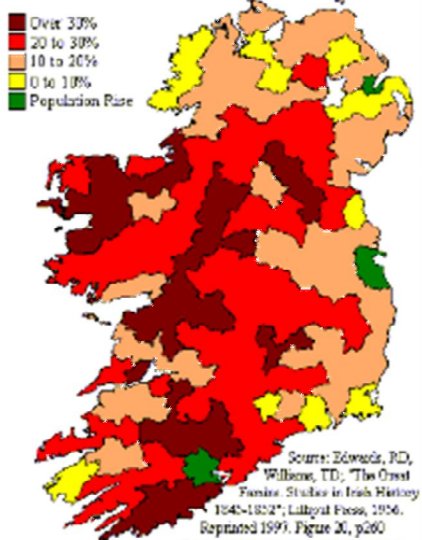 Over 30%
20 to 30%
10 to 20%
0 to 10%
Population Rise
Source: Edwards, RD,
Williams, TD; "The Great
Famine. Studies in Irish History
1845-1852"; Lilliput Press, 1956.
Reprinted 1997. Figure 20, p260